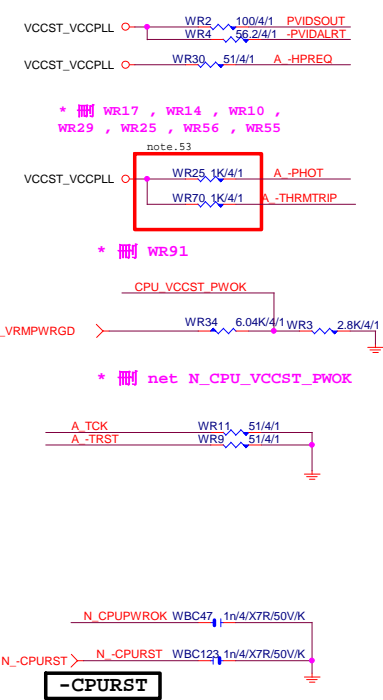 VCCST_VCCPLL WR2 100/4/1 PVIDSOUT
WR4 56.2/4/1 -PVIDALRT
VCCST_VCCPLL WR30 51/4/1 A_-HPREQ
* 刪 WR17 , WR14 , WR10 ,
WR29 , WR25 , WR56 , WR55
note.53
VCCST_VCCPLL WR25 1K/4/1 A_-PHOT
WR70 1K/4/1 A_-THRMTRIP
* 刪 WR91
CPU_VCCST_PWOK
_VRMPWRGD WR34 6.04K/4/1 WR3 2.8K/4/1
* 刪 net N_CPU_VCCST_PWOK
A_TCK WR11 51/4/1
A_-TRST WR9 51/4/1
N_CPUPWROK WBC47 1n/4/X7R/50V/K
N_-CPURST N_-CPURST WBC123 1n/4/X7R/50V/K
-CPURST